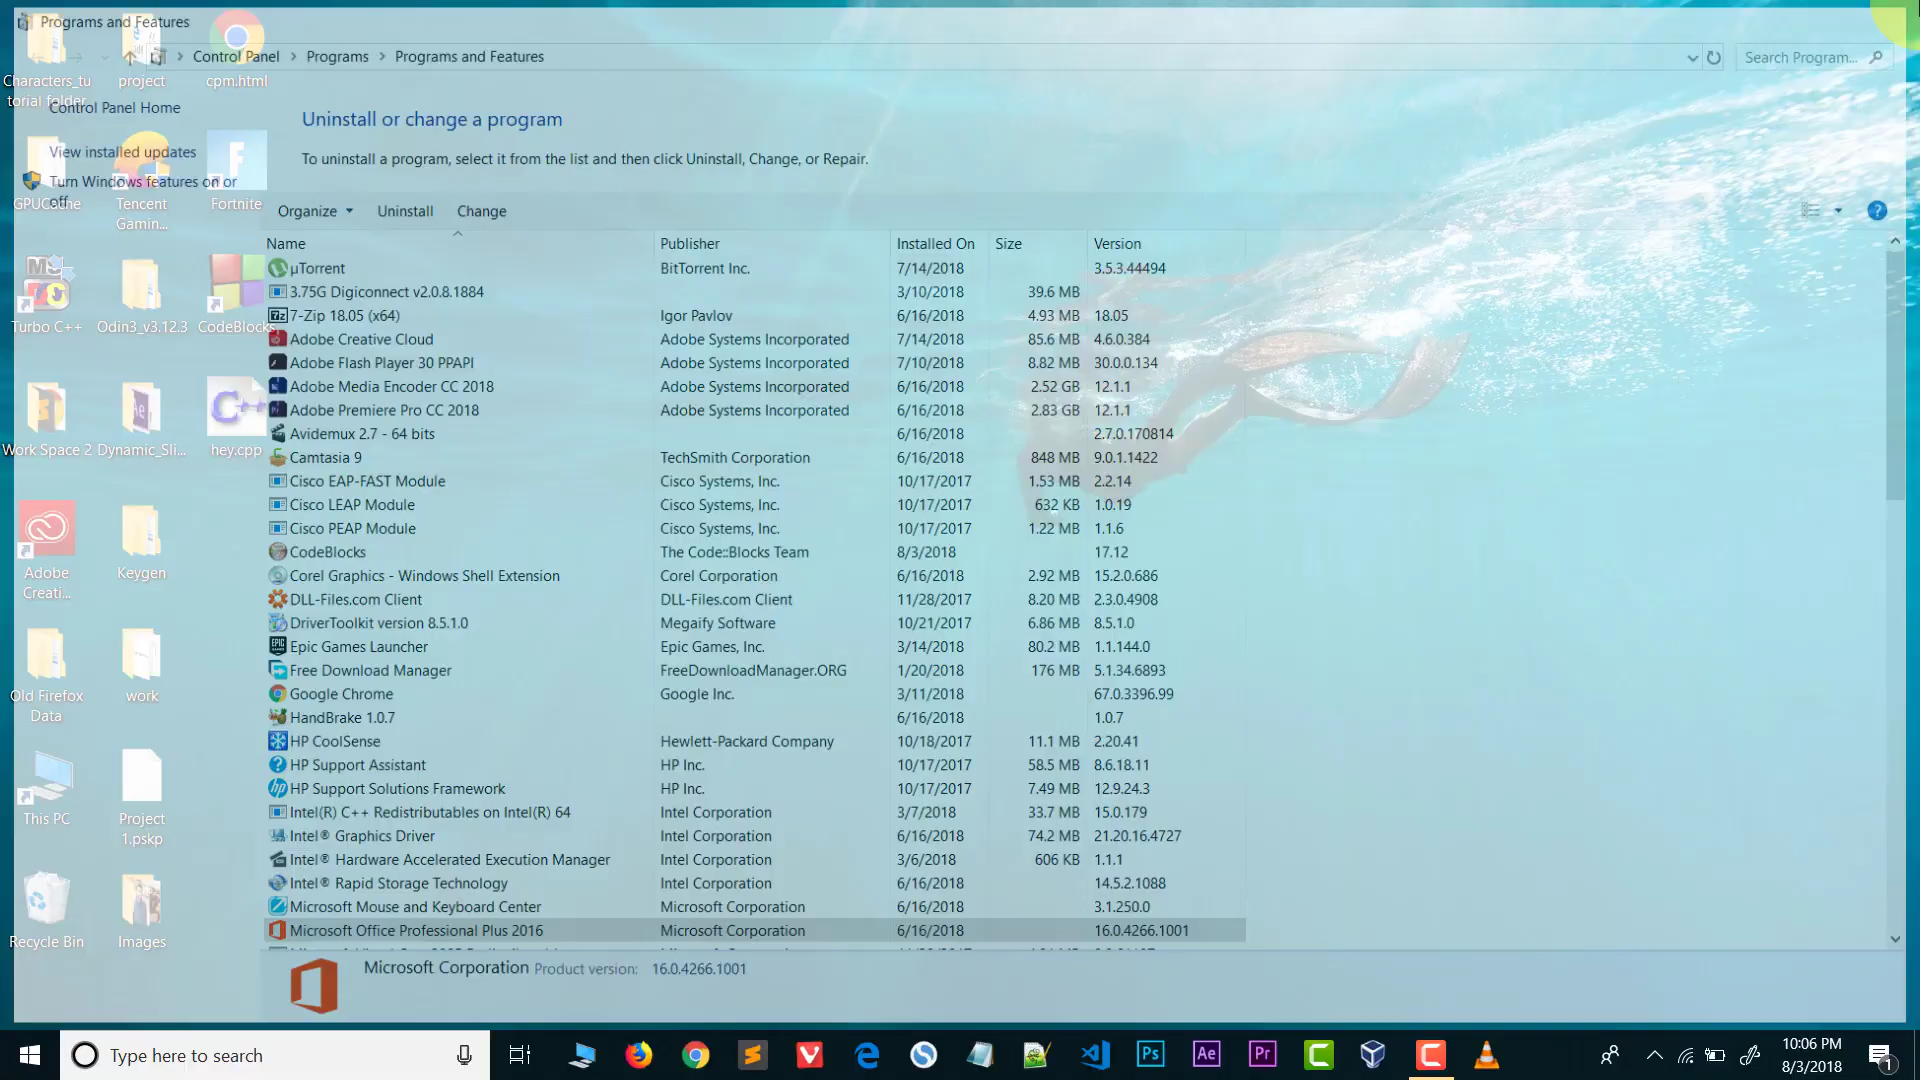 Programs and Features
Control Panel > Programs > Programs and Features
Search Program...
Control Panel Home
View installed updates
Turn Windows features on or
off
Uninstall or change a program
To uninstall a program, select it from the list and then click Uninstall, Change, or Repair.
Organize Uninstall Change
Name Publisher Installed On Size Version
µTorrent BitTorrent Inc. 7/14/2018 3.5.3.44494
3.75G Digiconnect v2.0.8.1884 3/10/2018 39.6 MB
7-Zip 18.05 (x64) Igor Pavlov 6/16/2018 4.93 MB 18.05
Adobe Creative Cloud Adobe Systems Incorporated 7/14/2018 85.6 MB 4.6.0.384
Adobe Flash Player 30 PPAPI Adobe Systems Incorporated 7/10/2018 8.82 MB 30.0.0.134
Adobe Media Encoder CC 2018 Adobe Systems Incorporated 6/16/2018 2.52 GB 12.1.1
Adobe Premiere Pro CC 2018 Adobe Systems Incorporated 6/16/2018 2.83 GB 12.1.1
Avidemux 2.7 - 64 bits 6/16/2018 2.7.0.170814
Camtasia 9 TechSmith Corporation 6/16/2018 848 MB 9.0.1.1422
Cisco EAP-FAST Module Cisco Systems, Inc. 10/17/2017 1.53 MB 2.2.14
Cisco LEAP Module Cisco Systems, Inc. 10/17/2017 632 KB 1.0.19
Cisco PEAP Module Cisco Systems, Inc. 10/17/2017 1.22 MB 1.1.6
CodeBlocks The Code::Blocks Team 8/3/2018 17.12
Corel Graphics - Windows Shell Extension Corel Corporation 6/16/2018 2.92 MB 15.2.0.686
DLL-Files.com Client DLL-Files.com Client 11/28/2017 8.20 MB 2.3.0.4908
DriverToolkit version 8.5.1.0 Megaify Software 10/21/2017 6.86 MB 8.5.1.0
Epic Games Launcher Epic Games, Inc. 3/14/2018 80.2 MB 1.1.144.0
Free Download Manager FreeDownloadManager.ORG 1/20/2018 176 MB 5.1.34.6893
Google Chrome Google Inc. 3/11/2018 67.0.3396.99
HandBrake 1.0.7 6/16/2018 1.0.7
HP CoolSense Hewlett-Packard Company 10/18/2017 11.1 MB 2.20.41
HP Support Assistant HP Inc. 10/17/2017 58.5 MB 8.6.18.11
HP Support Solutions Framework HP Inc. 10/17/2017 7.49 MB 12.9.24.3
Intel(R) C++ Redistributables on Intel(R) 64 Intel Corporation 3/7/2018 33.7 MB 15.0.179
Intel® Graphics Driver Intel Corporation 6/16/2018 74.2 MB 21.20.16.4727
Intel® Hardware Accelerated Execution Manager Intel Corporation 3/6/2018 606 KB 1.1.1
Intel® Rapid Storage Technology Intel Corporation 6/16/2018 14.5.2.1088
Microsoft Mouse and Keyboard Center Microsoft Corporation 6/16/2018 3.1.250.0
Microsoft Office Professional Plus 2016 Microsoft Corporation 6/16/2018 16.0.4266.1001
Microsoft Corporation Product version: 16.0.4266.1001
Characters_tu
torial folder
project
cpm.html
GPUCache
Tencent
Gamin...
Fortnite
Turbo C++
Odin3_v3.12.3
CodeBlocks
Work Space 2
Dynamic_Sli...
hey.cpp
Adobe
Creati...
Keygen
Old Firefox
Data
work
This PC
Project
1.pskp
Recycle Bin
Images
Type here to search
Ps
Ae
Pr
10:06 PM
8/3/2018
1